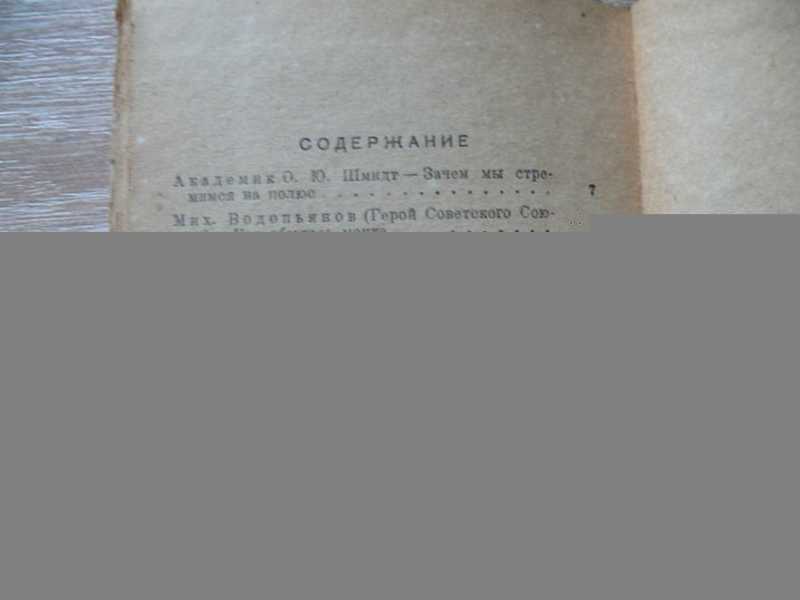 СОДЕРЖАНИЕ
Академик О. Ю. Шмидт — Зачем мы стре-
мимся на полюс . . . . . . . . . . . . . . 7
Мих. Водопьянов (Герой Советского Сою-